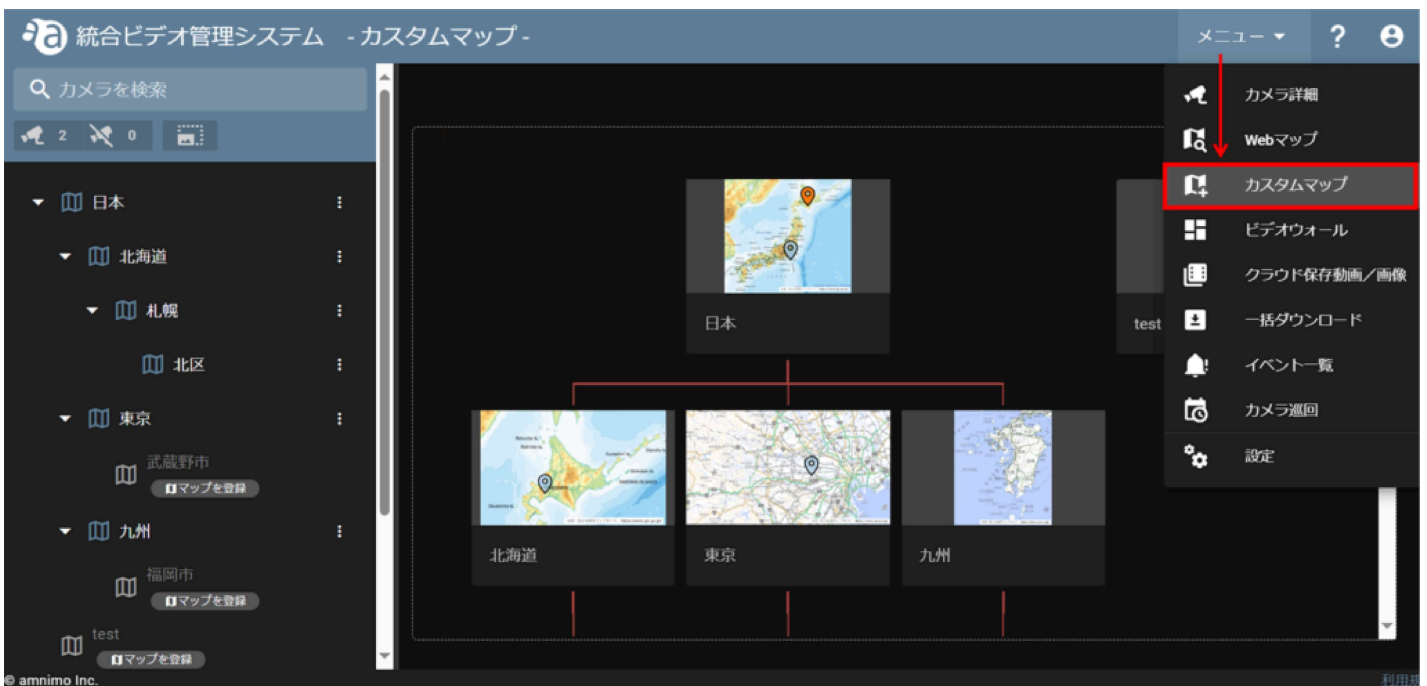 統合ビデオ管理システム - カスタムマップ -
メニュー
?
カメラを検索
2
0
日本
北海道
札幌
北区
東京
武蔵野市
マップを登録
九州
福岡市
マップを登録
test
マップを登録
日本
test
北海道
東京
九州
カメラ詳細
Webマップ
カスタムマップ
ビデオウォール
クラウド保存動画／画像
一括ダウンロード
イベント一覧
カメラ巡回
設定
© amnimo Inc.
利用規